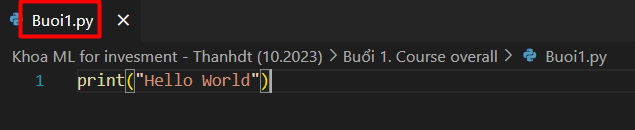 Buoi1.py
Khoa ML for invesment - Thanhdt (10.2023) > Buổi 1. Course overall > Buoi1.py
1 print("Hello World")